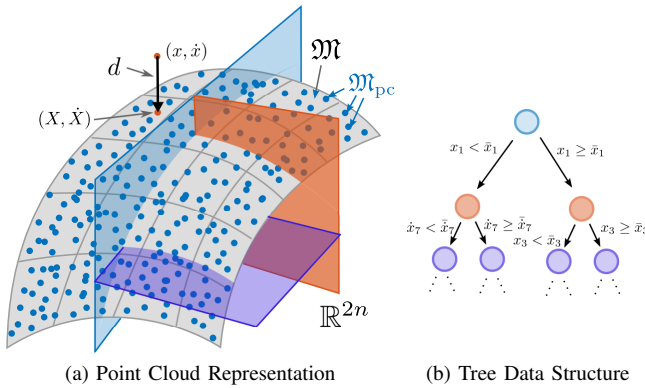 (x, ẋ)
d
𝔐
𝔐pc
(X, Ẋ)
ℝ²ⁿ
(a) Point Cloud Representation
x₁ < x̄₁
x₁ ≥ x̄₁
ẋ₇ < x̄̇₇
ẋ₇ ≥ x̄̇₇
x₃ < x̄₃
x₃ ≥ x̄₃
(b) Tree Data Structure